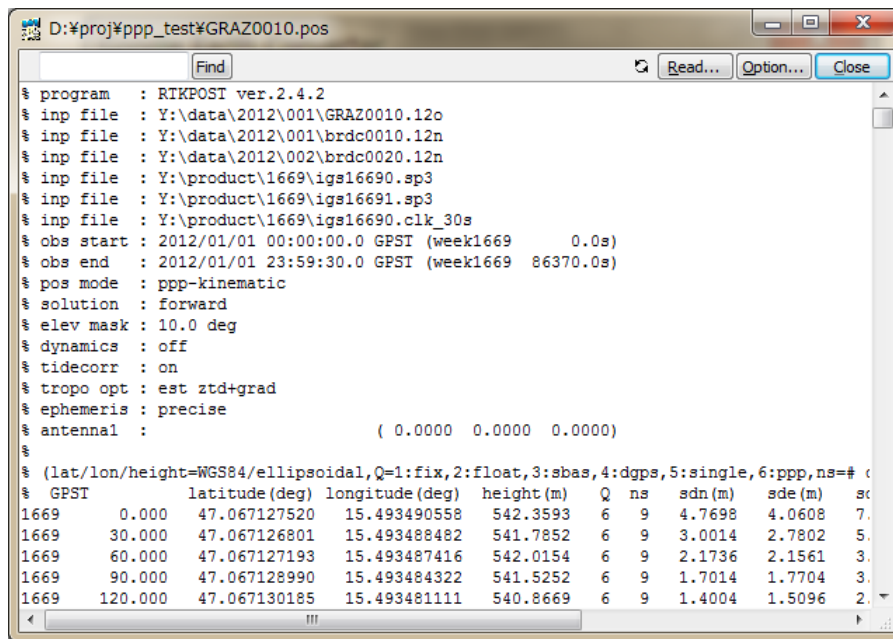 D:¥proj¥ppp_test¥GRAZ0010.pos
Find Read... Option... Close
% program   : RTKPOST ver.2.4.2
% inp file  : Y:\data\2012\001\GRAZ0010.12o
% inp file  : Y:\data\2012\001\brdc0010.12n
% inp file  : Y:\data\2012\002\brdc0020.12n
% inp file  : Y:\product\1669\igs16690.sp3
% inp file  : Y:\product\1669\igs16691.sp3
% inp file  : Y:\product\1669\igs16690.clk_30s
% obs start : 2012/01/01 00:00:00.0 GPST (week1669      0.0s)
% obs end   : 2012/01/01 23:59:30.0 GPST (week1669  86370.0s)
% pos mode  : ppp-kinematic
% solution  : forward
% elev mask : 10.0 deg
% dynamics  : off
% tidecorr  : on
% tropo opt : est ztd+grad
% ephemeris : precise
% antenna1  :                       ( 0.0000  0.0000  0.0000)
%
% (lat/lon/height=WGS84/ellipsoidal,Q=1:fix,2:float,3:sbas,4:dgps,5:single,6:ppp,ns=#
%  GPST          latitude(deg) longitude(deg)  height(m)   Q  ns   sdn(m)   sde(m)
1669      0.000   47.067127520   15.493490558   542.3593   6   9   4.7698   4.0608   7.
1669     30.000   47.067126801   15.493488482   541.7852   6   9   3.0014   2.7802   5.
1669     60.000   47.067127193   15.493487416   542.0154   6   9   2.1736   2.1561   3.
1669     90.000   47.067128990   15.493484322   541.5252   6   9   1.7014   1.7704   3.
1669    120.000   47.067130185   15.493481111   540.8669   6   9   1.4004   1.5096   2.